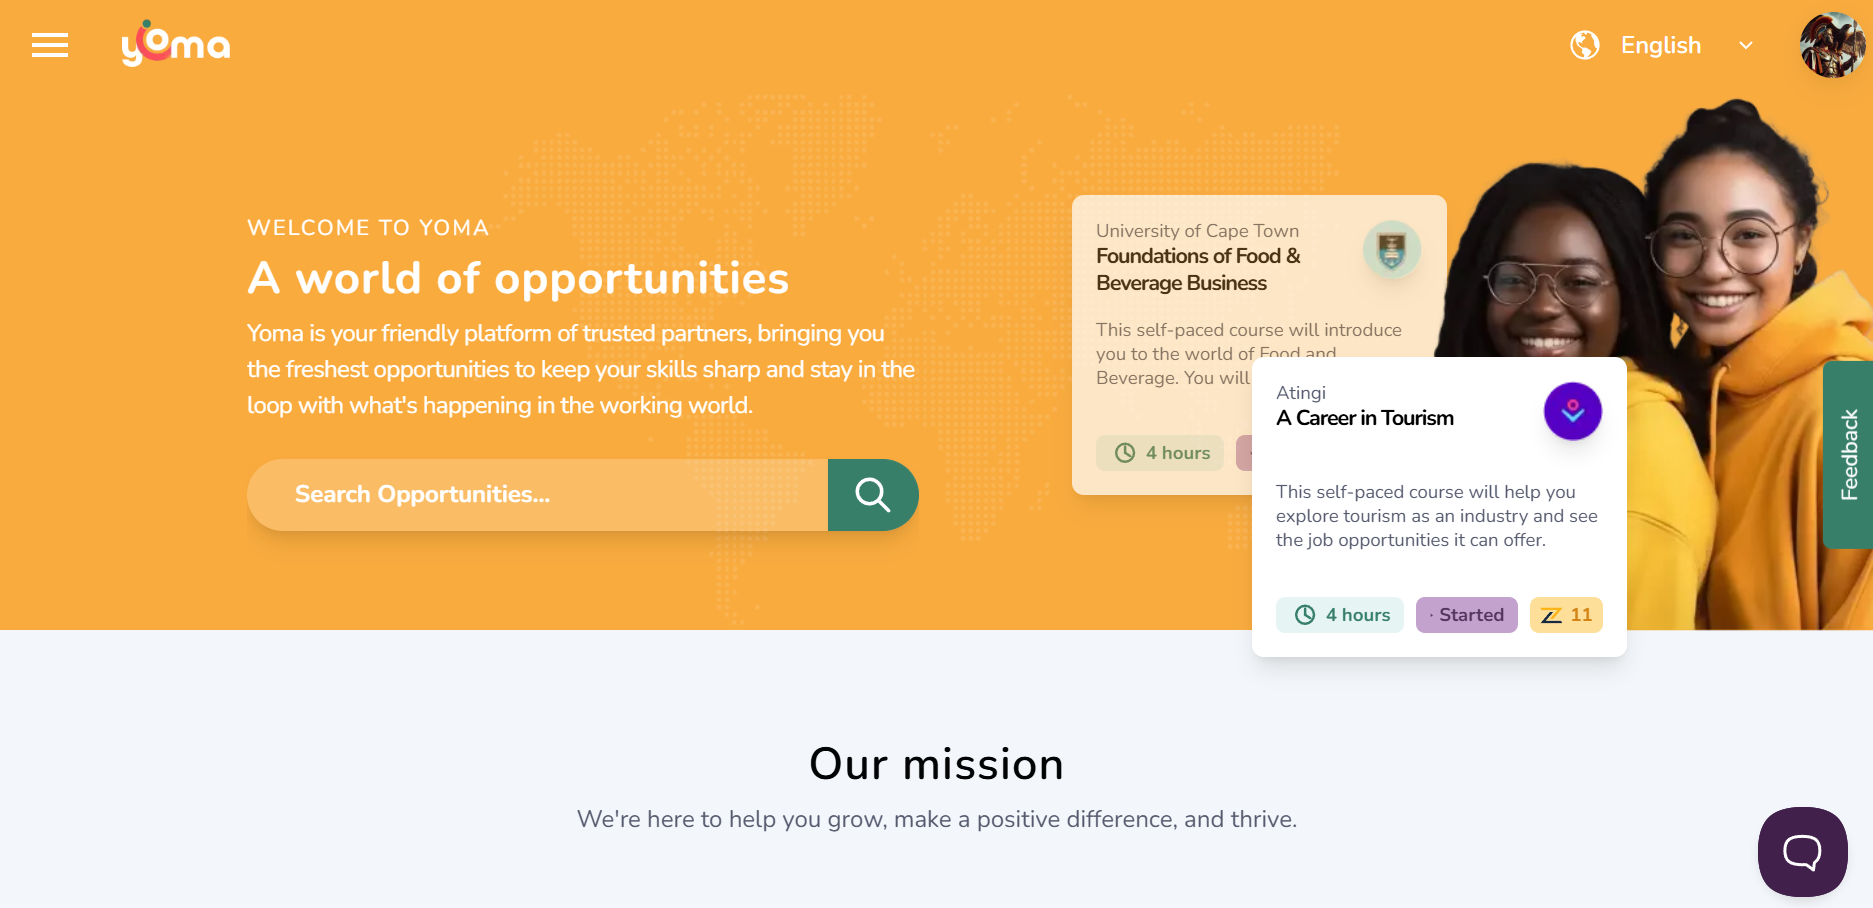 yoma
English
WELCOME TO YOMA
A world of opportunities
Yoma is your friendly platform of trusted partners, bringing you
the freshest opportunities to keep your skills sharp and stay in the
loop with what's happening in the working world.
Search Opportunities...
University of Cape Town
Foundations of Food &
Beverage Business
This self-paced course will introduce
you to the world of Food and
Beverage. You will
4 hours
Atingi
A Career in Tourism
This self-paced course will help you
explore tourism as an industry and see
the job opportunities it can offer.
4 hours
· Started
11
Feedback
Our mission
We're here to help you grow, make a positive difference, and thrive.